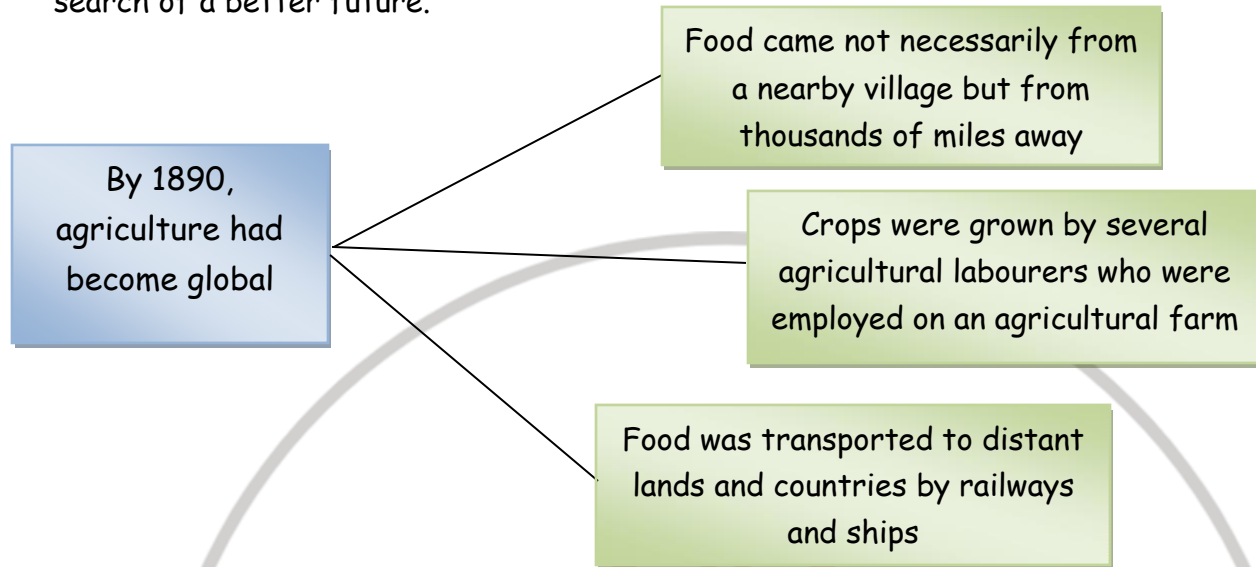 search of a better future.
Food came not necessarily from
a nearby village but from
thousands of miles away
By 1890,
agriculture had
become global
Crops were grown by several
agricultural labourers who were
employed on an agricultural farm
Food was transported to distant
lands and countries by railways
and ships